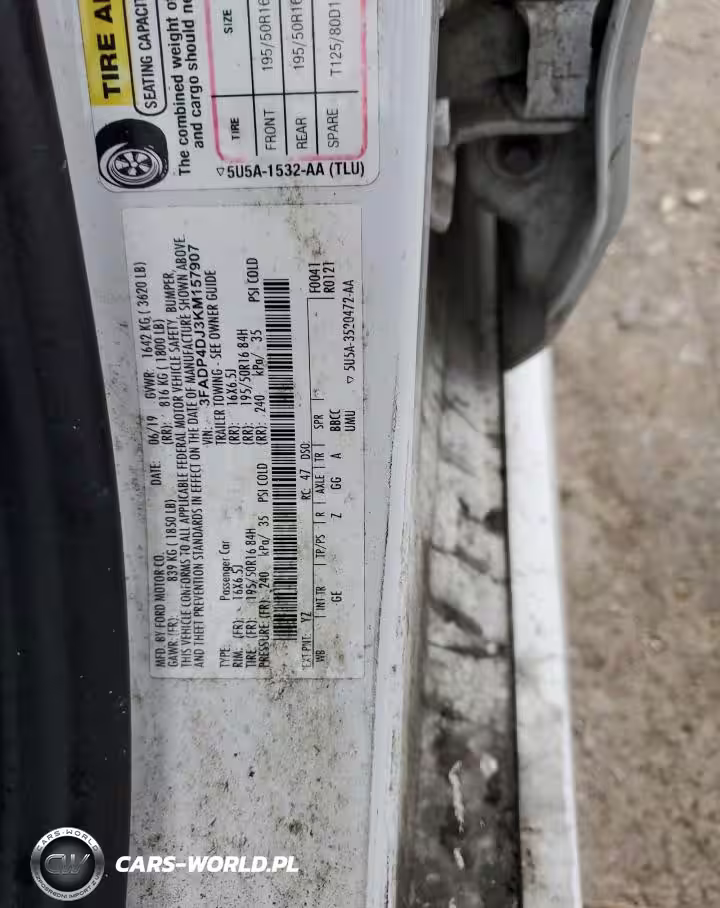 TIRE A
SEATING CAPACIT
The combined weight of
and cargo should ne
TIRE SIZE
FRONT 195/50R16
REAR 195/50R16
SPARE T125/80D1
▽5U5A-1532-AA (TLU)
MFD. BY FORD MOTOR CO. DATE: 06/19 GVWR: 1642 KG ( 3620 LB)
GAWR: (FR): 839 KG ( 1850 LB) (RR): 816 KG ( 1800 LB)
THIS VEHICLE CONFORMS TO ALL APPLICABLE FEDERAL MOTOR VEHICLE SAFETY, BUMPER,
AND THEFT PREVENTION STANDARDS IN EFFECT ON THE DATE OF MANUFACTURE SHOWN ABOVE.
VIN: 3FADP4DJ3KM157907
TYPE: Passenger Car TRAILER TOWING - SEE OWNER GUIDE
RIM: (FR): 16X6.5J (RR): 16X6.5J
TIRE (FR): 195/50R16 84H (RR): 195/50R16 84H
PRESSURE:(FR): 240 kPa/ 35 PSI COLD (RR): 240 kPa/ 35 PSI COLD
F0041
EXT PNT: YZ RC: 47 DSO: R0121
WB INT TR TP/PS R AXLE TR SPR
GE Z GG A BBCC
UMU ▽ 5U5A-3520472-AA
CARS-WORLD
CW
CARS-WORLD.PL